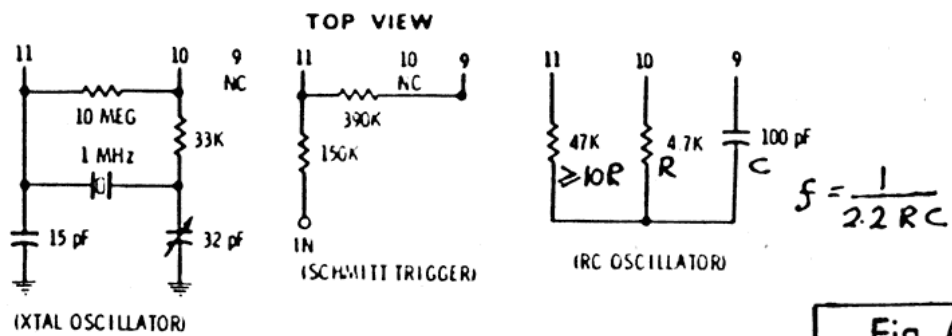 TOP VIEW
11 10 9
NC
10 MEG
33K
1 MHz
15 pF
32 pF
(XTAL OSCILLATOR)
11 10 9
NC
390K
150K
IN
(SCHMITT TRIGGER)
11 10 9
47K
≥10R
4.7K
R
100 pF
C
(RC OSCILLATOR)
f = 1
2.2 RC
Fig.